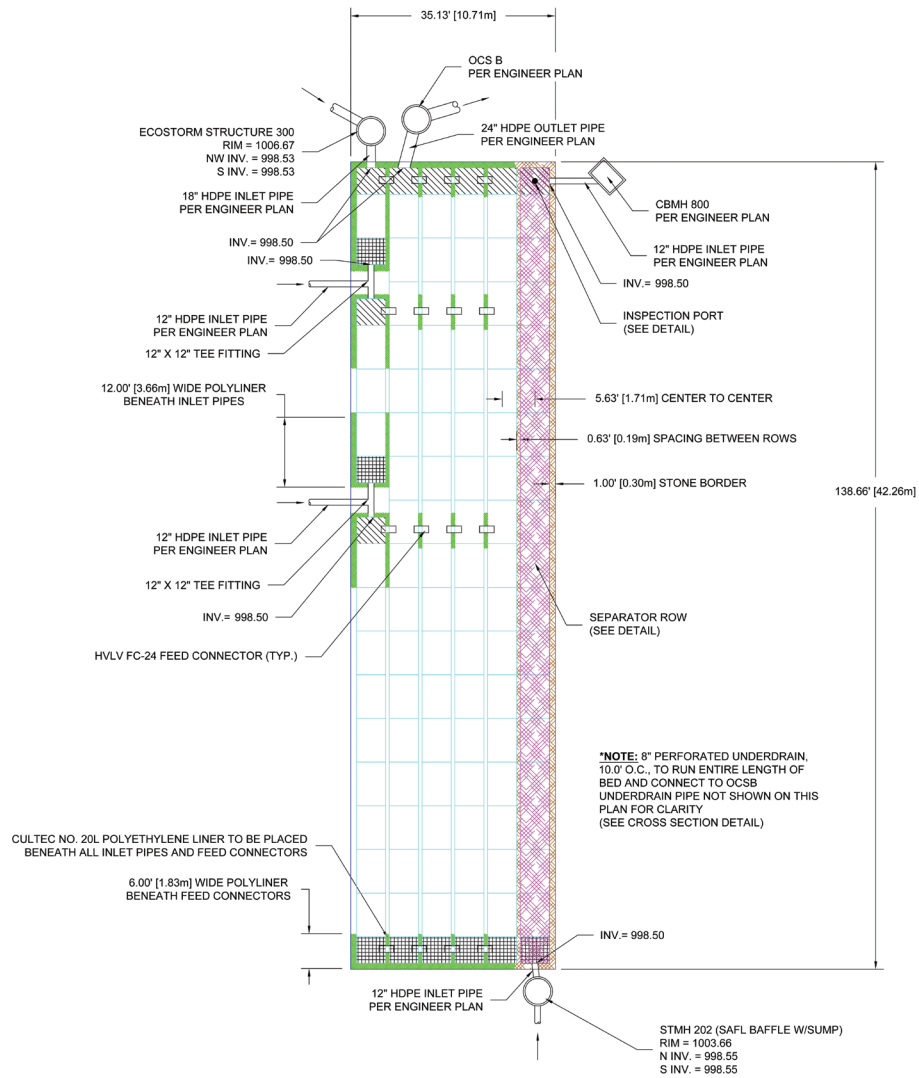 35.13' [10.71m]
OCS B
PER ENGINEER PLAN
ECOSTORM STRUCTURE 300
RIM = 1006.67
NW INV. = 998.53
S INV. = 998.53
24" HDPE OUTLET PIPE
PER ENGINEER PLAN
18" HDPE INLET PIPE
PER ENGINEER PLAN
CBMH 800
PER ENGINEER PLAN
INV.= 998.50
INV.= 998.50
12" HDPE INLET PIPE
PER ENGINEER PLAN
INV.= 998.50
12" HDPE INLET PIPE
PER ENGINEER PLAN
INSPECTION PORT
(SEE DETAIL)
12" X 12" TEE FITTING
12.00' [3.66m] WIDE POLYLINER
BENEATH INLET PIPES
5.63' [1.71m] CENTER TO CENTER
0.63' [0.19m] SPACING BETWEEN ROWS
1.00' [0.30m] STONE BORDER
138.66' [42.26m]
12" HDPE INLET PIPE
PER ENGINEER PLAN
12" X 12" TEE FITTING
INV.= 998.50
SEPARATOR ROW
(SEE DETAIL)
HVLV FC-24 FEED CONNECTOR (TYP.)
*NOTE: 8" PERFORATED UNDERDRAIN,
10.0' O.C., TO RUN ENTIRE LENGTH OF
BED AND CONNECT TO OCSB
UNDERDRAIN PIPE NOT SHOWN ON THIS
PLAN FOR CLARITY
(SEE CROSS SECTION DETAIL)
CULTEC NO. 20L POLYETHYLENE LINER TO BE PLACED
BENEATH ALL INLET PIPES AND FEED CONNECTORS
6.00' [1.83m] WIDE POLYLINER
BENEATH FEED CONNECTORS
INV.= 998.50
12" HDPE INLET PIPE
PER ENGINEER PLAN
STMH 202 (SAFL BAFFLE W/SUMP)
RIM = 1003.66
N INV. = 998.55
S INV. = 998.55